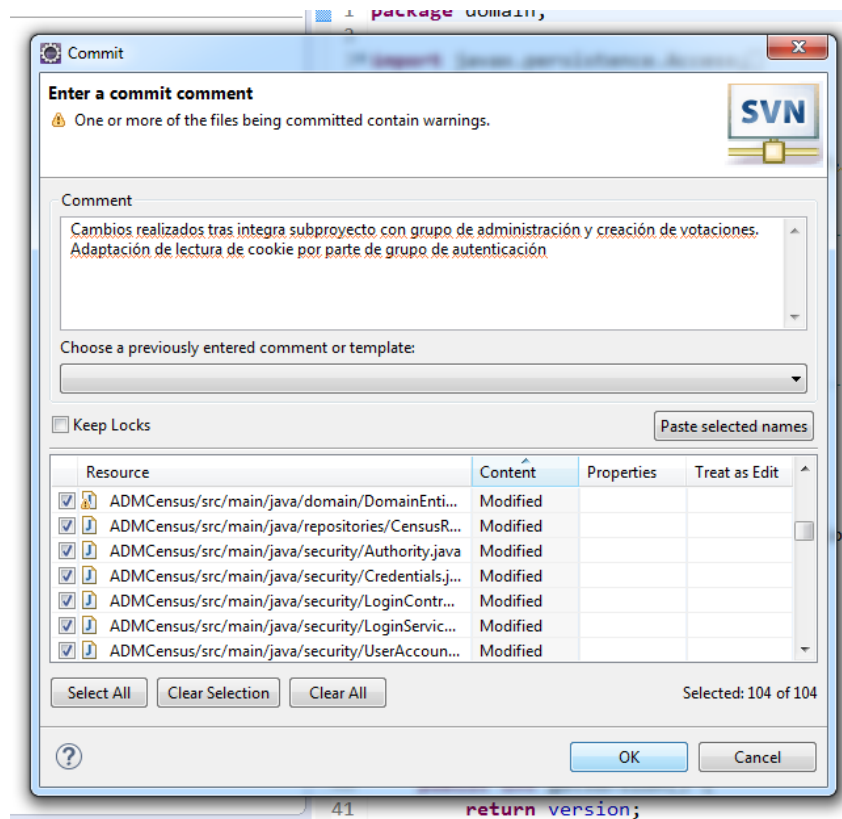 1 package domain;
Commit
Enter a commit comment
One or more of the files being committed contain warnings.
SVN
Comment
Cambios realizados tras integra subproyecto con grupo de administración y creación de votaciones.
Adaptación de lectura de cookie por parte de grupo de autenticación
Choose a previously entered comment or template:
Keep Locks
Paste selected names
Resource Content Properties Treat as Edit
ADMCensus/src/main/java/domain/DomainEnti... Modified
ADMCensus/src/main/java/repositories/CensusR... Modified
ADMCensus/src/main/java/security/Authority.java Modified
ADMCensus/src/main/java/security/Credentials.j... Modified
ADMCensus/src/main/java/security/LoginContr... Modified
ADMCensus/src/main/java/security/LoginServic... Modified
ADMCensus/src/main/java/security/UserAccoun... Modified
Select All Clear Selection Clear All Selected: 104 of 104
OK Cancel
41 return version;